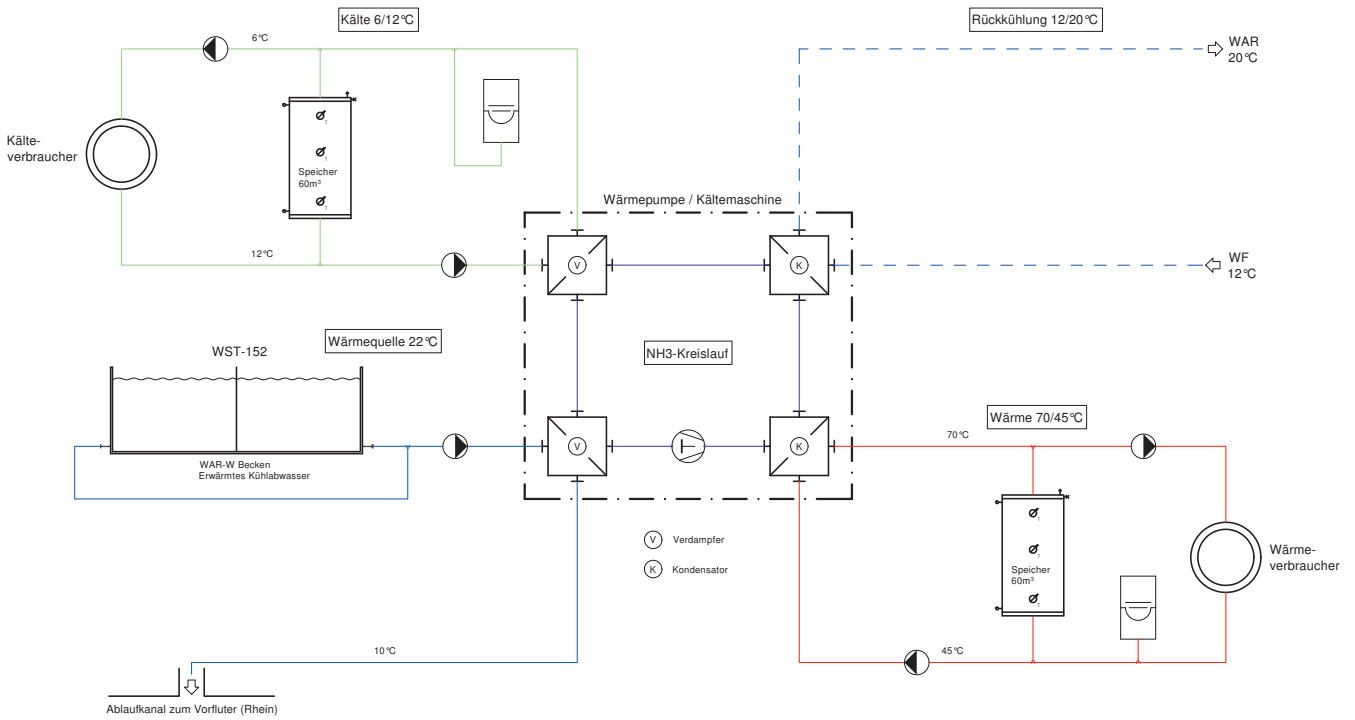 Kälte 6/12°C
Rückkühlung 12/20°C
6°C
WAR
20°C
Kälte-
verbraucher
T
T
Speicher
60m³
T
12°C
Wärmepumpe / Kältemaschine
V
K
WF
12°C
Wärmequelle 22°C
WST-152
NH3-Kreislauf
Wärme 70/45°C
V
K
70°C
WAR-W Becken
Erwärmtes Kühlabwasser
V Verdampfer
K Kondensator
T
T
Speicher
60m³
T
Wärme-
verbraucher
10°C
45°C
Ablaufkanal zum Vorfluter (Rhein)